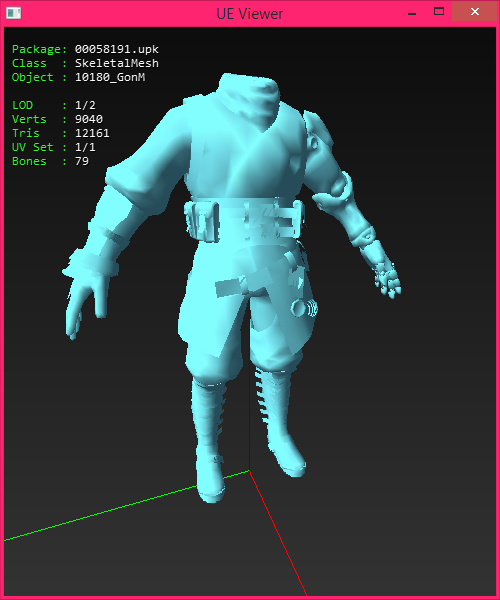 UE Viewer
Package: 00058191.upk
Class : SkeletalMesh
Object : 10180_GonM
LOD : 1/2
Verts : 9040
Tris : 12161
UV Set : 1/1
Bones : 79